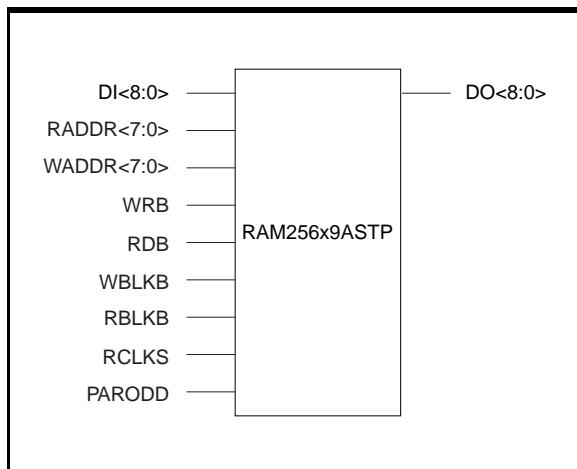 DI<8:0>
DO<8:0>
RADDR<7:0>
WADDR<7:0>
WRB
RAM256x9ASTP
RDB
WBLKB
RBLKB
RCLKS
PARODD